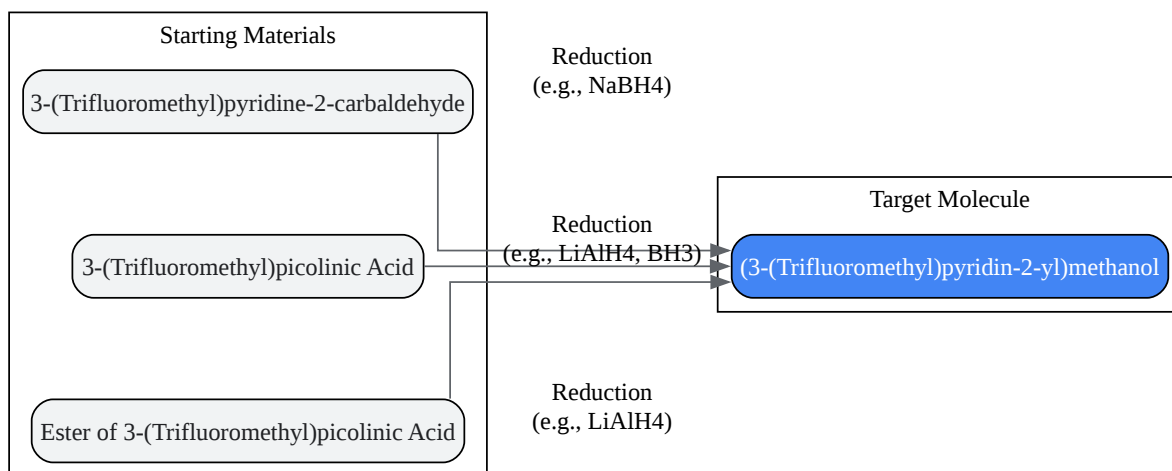 Starting Materials
3-(Trifluoromethyl)pyridine-2-carbaldehyde
3-(Trifluoromethyl)picolinic Acid
Ester of 3-(Trifluoromethyl)picolinic Acid
Reduction
(e.g., NaBH4)
Reduction
(e.g., LiAlH4, BH3)
Reduction
(e.g., LiAlH4)
Target Molecule
(3-(Trifluoromethyl)pyridin-2-yl)methanol